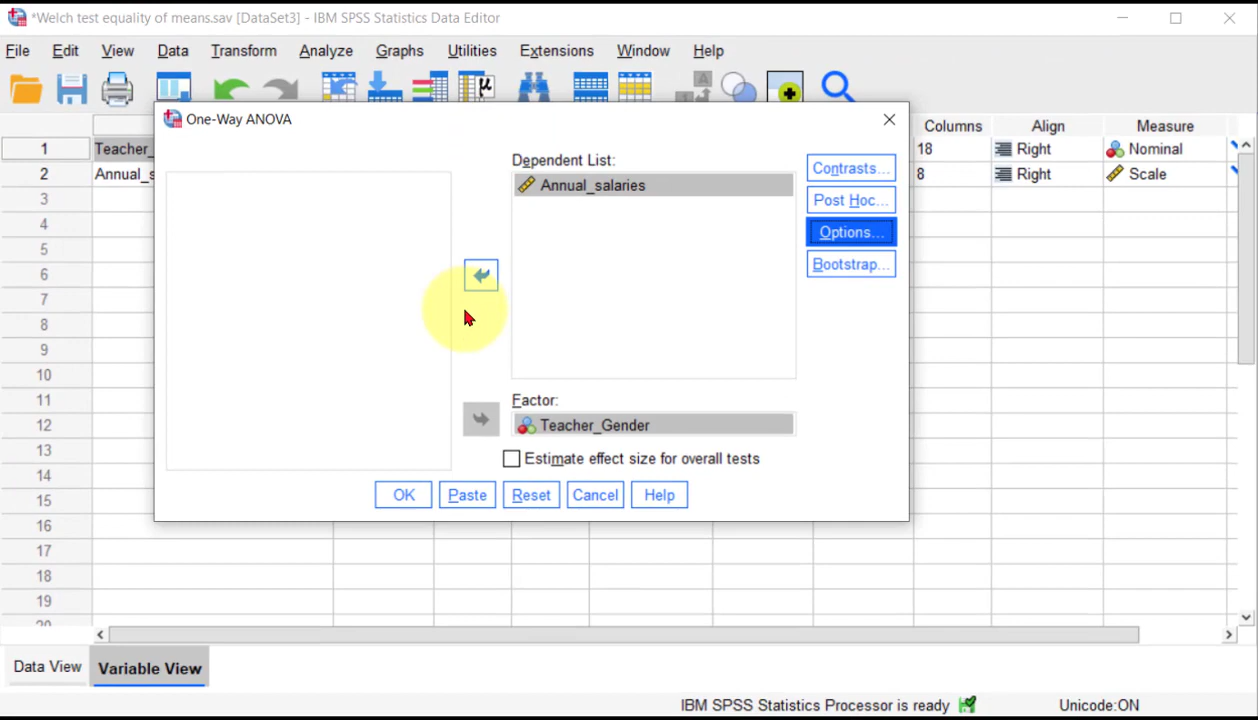 *Welch test equality of means.sav [DataSet3] - IBM SPSS Statistics Data Editor
File Edit View Data Transform Analyze Graphs Utilities Extensions Window Help
One-Way ANOVA
Columns Align Measure
1 Teacher_ 18 Right Nominal
2 Annual_s 8 Right Scale
Dependent List:
Annual_salaries
Contrasts...
Post Hoc...
Options...
Bootstrap...
Factor:
Teacher_Gender
Estimate effect size for overall tests
OK Paste Reset Cancel Help
3
4
5
6
7
8
9
10
11
12
13
14
15
16
17
18
19
20
Data View Variable View
IBM SPSS Statistics Processor is ready Unicode:ON